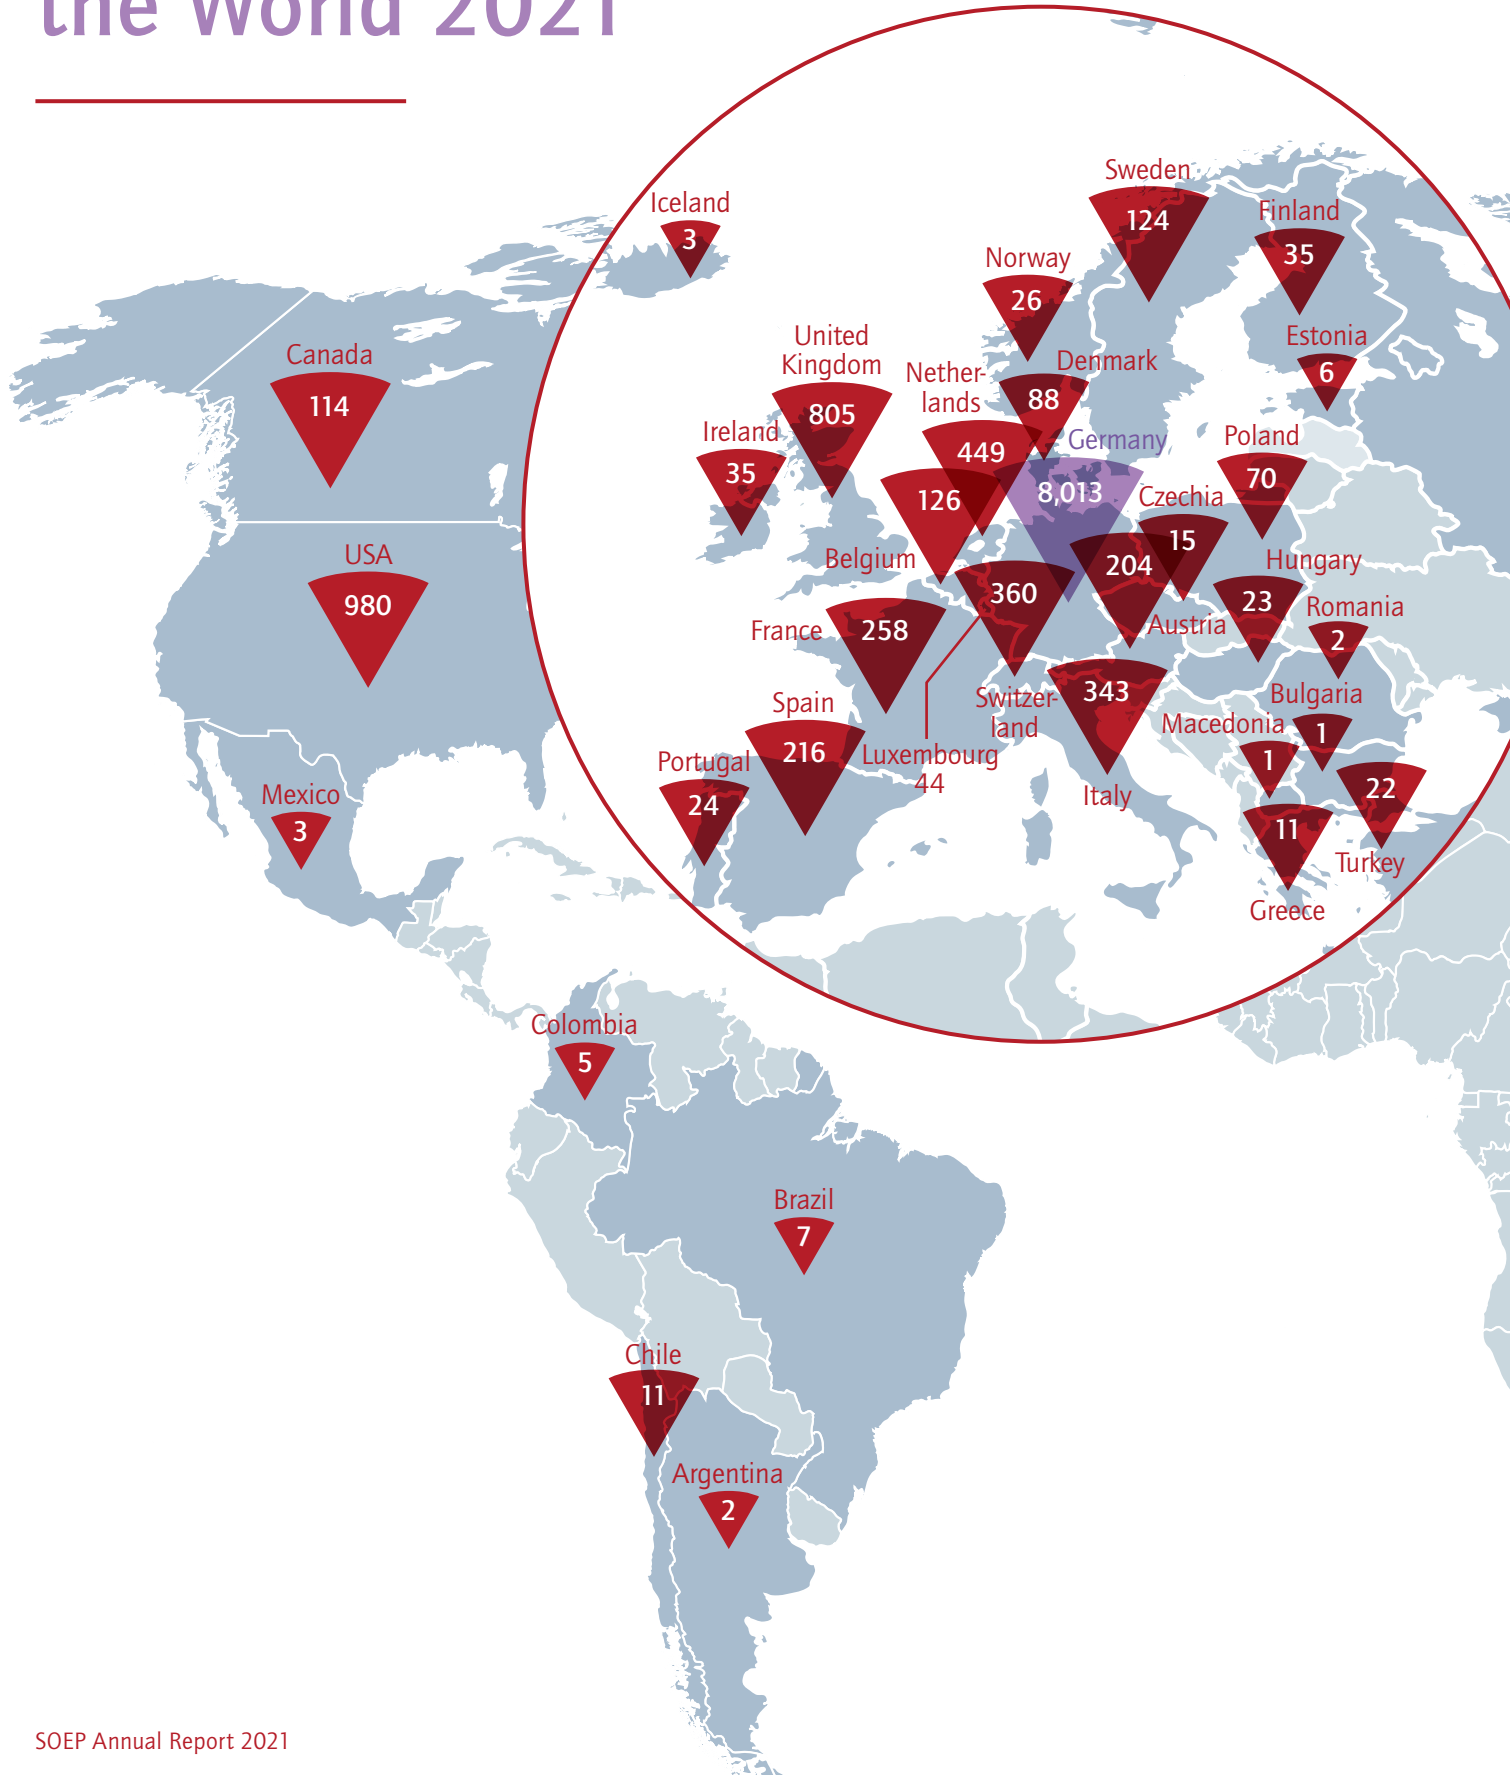 the World 2021
Iceland
3
Sweden
124
Finland
35
Norway
26
Canada
114
United
Kingdom
805
Nether-
lands
449
Denmark
88
Estonia
6
Ireland
35
Germany
8,013
Poland
70
126
Belgium
Czechia
15
USA
980
204
Austria
Hungary
23
360
Switzer-
land
Romania
2
France
258
343
Italy
Bulgaria
1
Macedonia
1
Spain
216
Luxembourg
44
Portugal
24
22
Turkey
Mexico
3
11
Greece
Colombia
5
Brazil
7
Chile
11
Argentina
2
SOEP Annual Report 2021